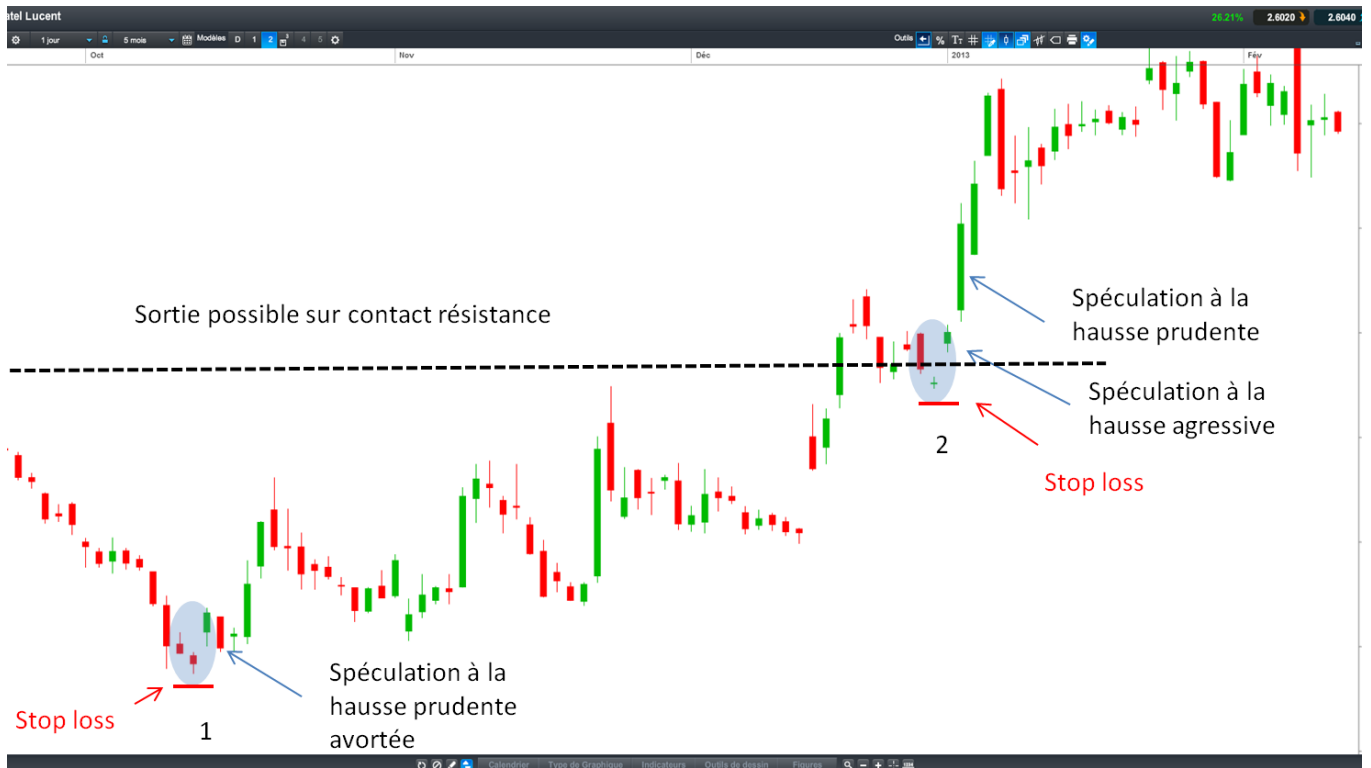 atel Lucent 26.21% 2.6020 2.6040
1 jour 5 mois Modèles D 1 2 3 4 5 Outils % TT
Oct Nov Déc 2013 Fév
Sortie possible sur contact résistance
Spéculation à la
hausse prudente
Spéculation à la
hausse agressive
2
Stop loss
Spéculation à la
hausse prudente
avortée
Stop loss
1
Calendrier Type de Graphique Indicateurs Outils de dessin Figures